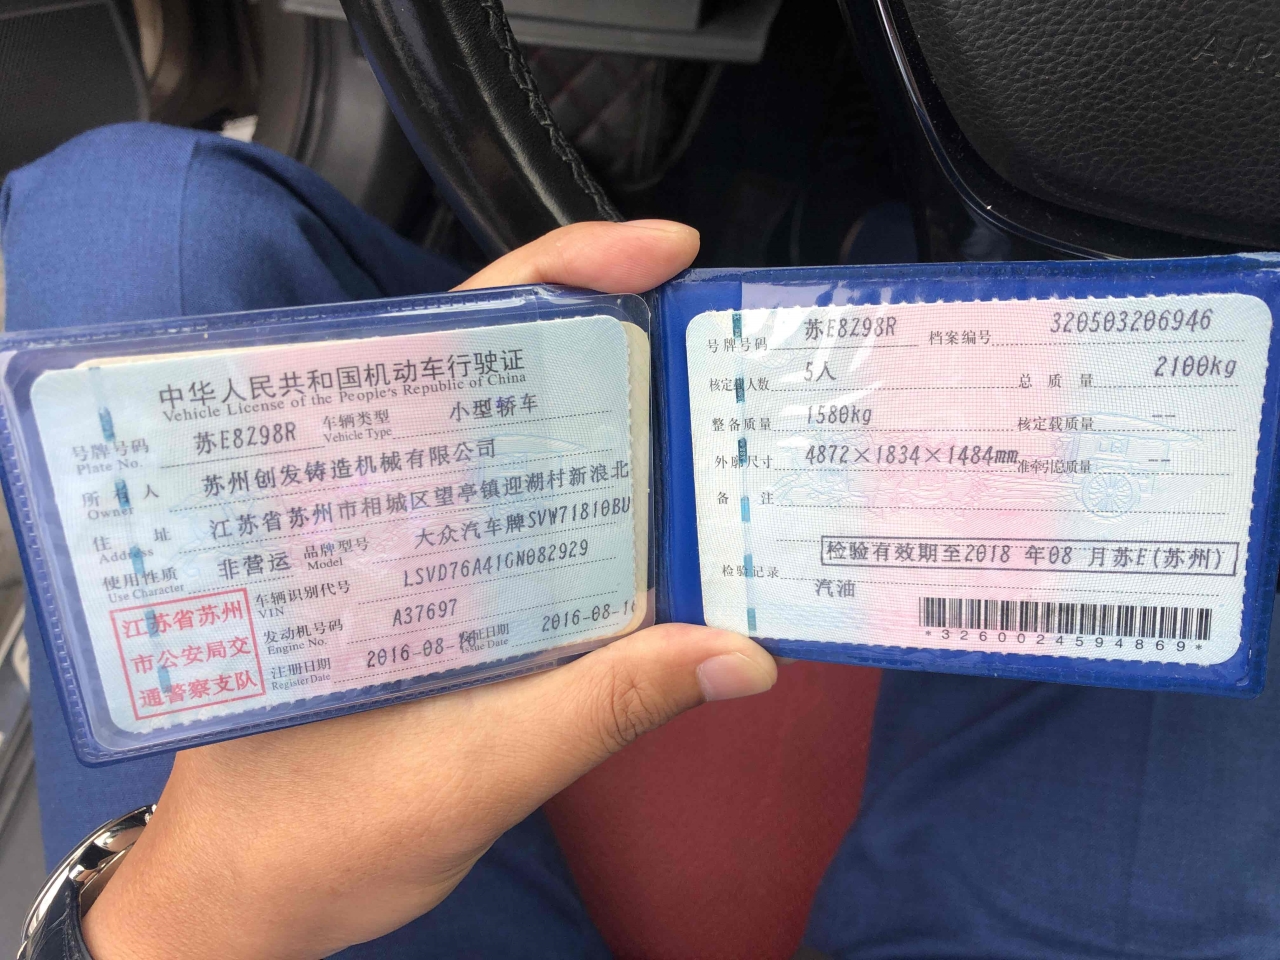 AIR
中华人民共和国机动车行驶证
Vehicle License of the People's Republic of China
号牌号码 苏E8Z98R 车辆类型 小型轿车
Plate No. Vehicle Type
所有人 苏州创发铸造机械有限公司
Owner
住址 江苏省苏州市相城区望亭镇迎湖村新浪北
Address
使用性质 非营运 品牌型号 大众汽车牌SVW71810BU
Use Character Model
车辆识别代号 LSVD76A41GN082929
VIN
发动机号码 A37697
Engine No.
注册日期 2016-08- 发证日期 2016-08-16
Register Date Issue Date
江苏省苏州
市公安局交
通警察支队
号牌号码 苏E8Z98R 档案编号 320503206946
核定载人数 5人 总质量 2100kg
整备质量 1580kg 核定载质量 --
外廓尺寸 4872×1834×1484mm 准牵引总质量 --
备注
检验有效期至2018 年08 月苏E(苏州)
检验记录
汽油
*3260024594869*